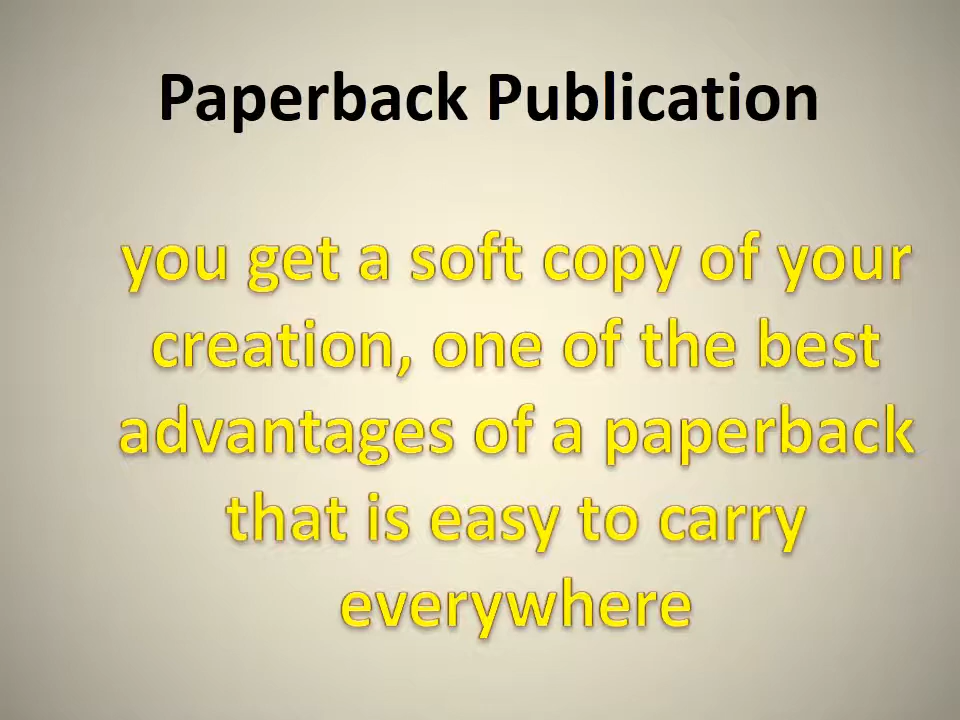 Paperback Publication
you get a soft copy of your
creation, one of the best
advantages of a paperback
that is easy to carry
everywhere